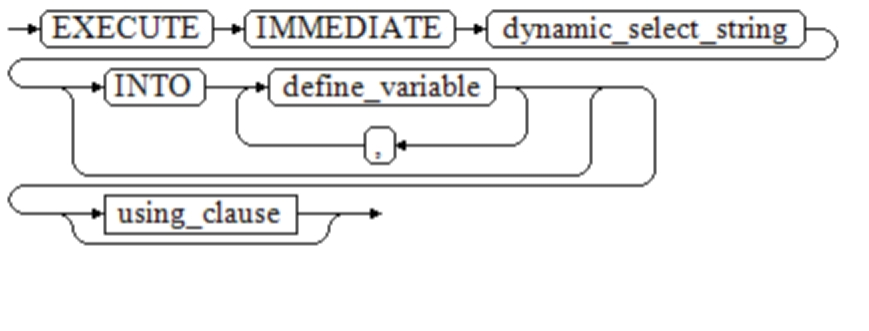 EXECUTE IMMEDIATE dynamic_select_string
INTO define_variable
,
using_clause